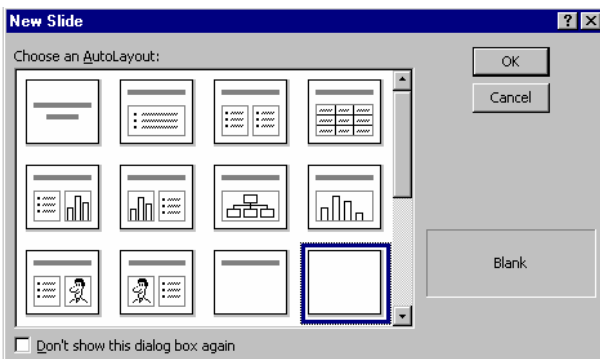 New Slide
Choose an AutoLayout:
OK
Cancel
Blank
Don't show this dialog box again